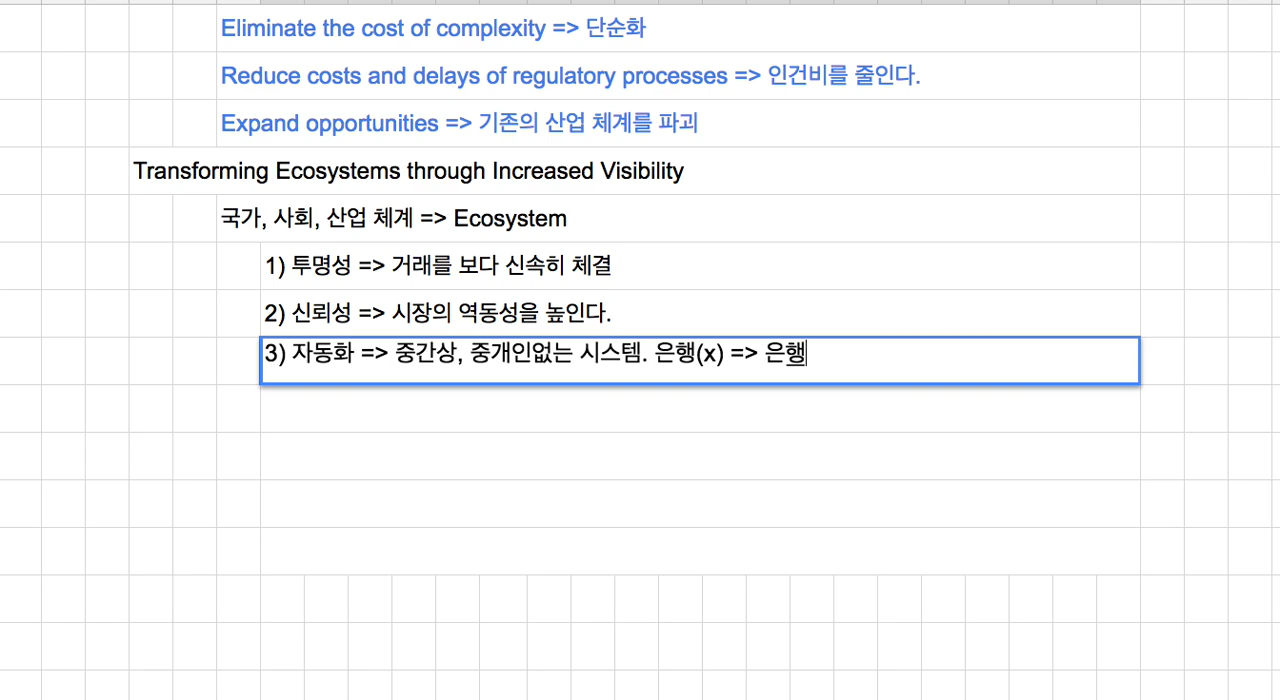 Eliminate the cost of complexity => 단순화
Reduce costs and delays of regulatory processes => 인건비를 줄인다.
Expand opportunities => 기존의 산업 체계를 파괴
Transforming Ecosystems through Increased Visibility
국가, 사회, 산업 체계 => Ecosystem
1) 투명성 => 거래를 보다 신속히 체결
2) 신뢰성 => 시장의 역동성을 높인다.
3) 자동화 => 중간상, 중개인없는 시스템. 은행(x) => 은행